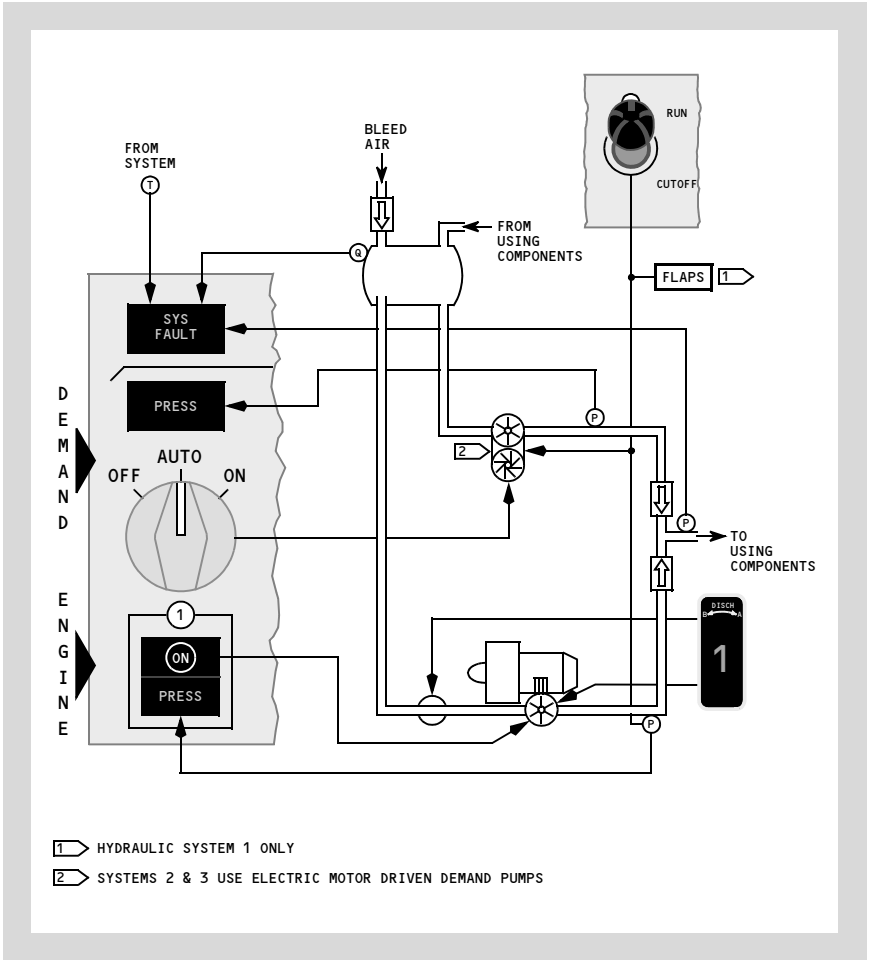 RUN
CUTOFF
BLEED
AIR
FROM
SYSTEM
T
FROM
USING
COMPONENTS
Q
FLAPS
1
SYS
FAULT
PRESS
P
2
DEMAND
AUTO
OFF
ON
P
TO
USING
COMPONENTS
ENGINE
1
ON
PRESS
DISCH
B A
1
P
1 HYDRAULIC SYSTEM 1 ONLY
2 SYSTEMS 2 & 3 USE ELECTRIC MOTOR DRIVEN DEMAND PUMPS